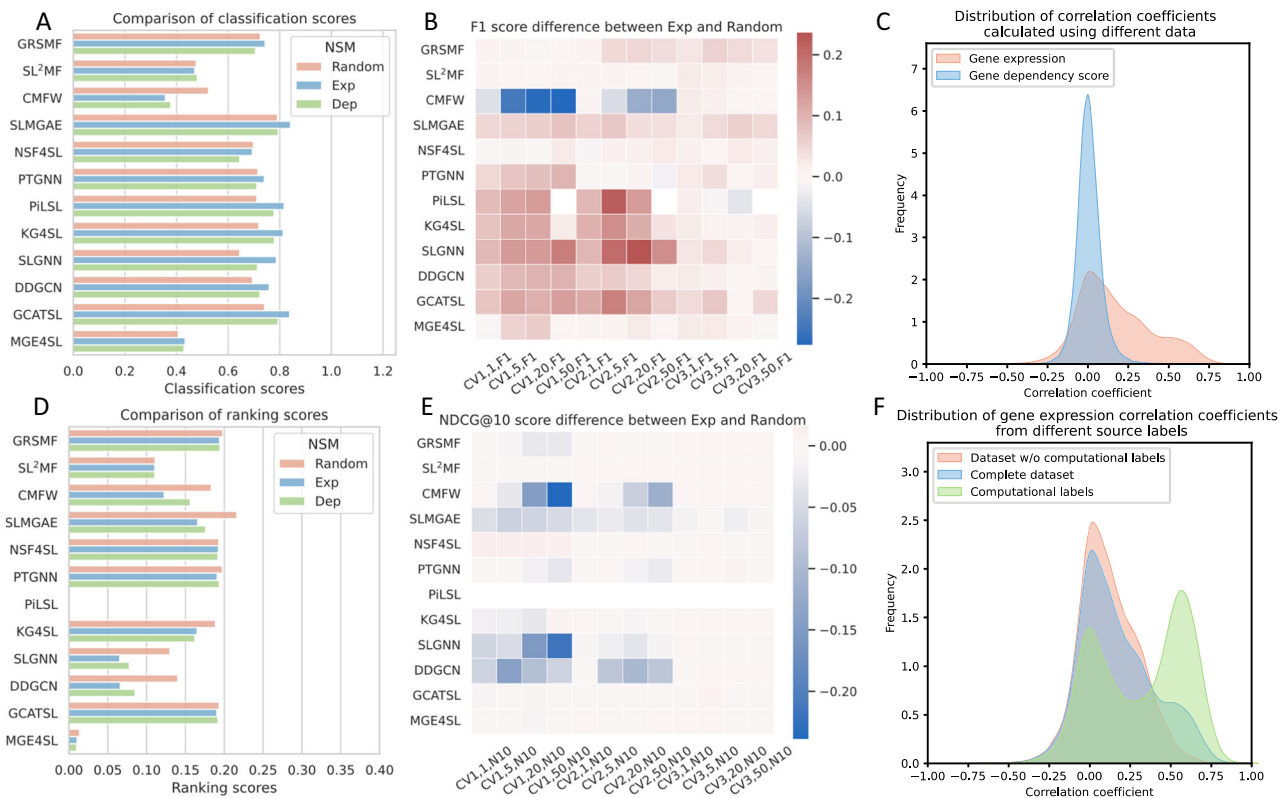 A
Comparison of classification scores
GRSMF
SL²MF
CMFW
SLMGAE
NSF4SL
PTGNN
PiLSL
KG4SL
SLGNN
DDGCN
GCATSL
MGE4SL
NSM
Random
Exp
Dep
0.0 0.2 0.4 0.6 0.8 1.0 1.2
Classification scores
B
F1 score difference between Exp and Random
GRSMF
SL²MF
CMFW
SLMGAE
NSF4SL
PTGNN
PiLSL
KG4SL
SLGNN
DDGCN
GCATSL
MGE4SL
CV1,1,F1
CV1,5,F1
CV1,20,F1
CV1,50,F1
CV2,1,F1
CV2,5,F1
CV2,20,F1
CV2,50,F1
CV3,1,F1
CV3,5,F1
CV3,20,F1
CV3,50,F1
0.2
0.1
0.0
−0.1
−0.2
C
Distribution of correlation coefficients
calculated using different data
Gene expression
Gene dependency score
Frequency
7
6
5
4
3
2
1
0
−1.00 −0.75 −0.50 −0.25 0.00 0.25 0.50 0.75 1.00
Correlation coefficient
D
Comparison of ranking scores
GRSMF
SL²MF
CMFW
SLMGAE
NSF4SL
PTGNN
PiLSL
KG4SL
SLGNN
DDGCN
GCATSL
MGE4SL
NSM
Random
Exp
Dep
0.00 0.05 0.10 0.15 0.20 0.25 0.30 0.35 0.40
Ranking scores
E
NDCG@10 score difference between Exp and Random
GRSMF
SL²MF
CMFW
SLMGAE
NSF4SL
PTGNN
PiLSL
KG4SL
SLGNN
DDGCN
GCATSL
MGE4SL
CV1,1,N10
CV1,5,N10
CV1,20,N10
CV1,50,N10
CV2,1,N10
CV2,5,N10
CV2,20,N10
CV2,50,N10
CV3,1,N10
CV3,5,N10
CV3,20,N10
CV3,50,N10
0.00
−0.05
−0.10
−0.15
−0.20
F
Distribution of gene expression correlation coefficients
from different source labels
Dataset w/o computational labels
Complete dataset
Computational labels
Frequency
3.0
2.5
2.0
1.5
1.0
0.5
0.0
−1.00 −0.75 −0.50 −0.25 0.00 0.25 0.50 0.75 1.00
Correlation coefficient